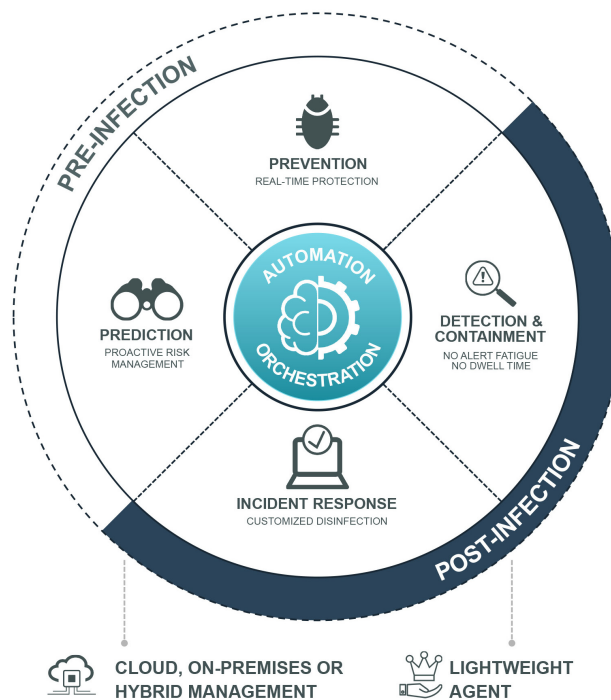 PRE-INFECTION
PREVENTION
REAL-TIME PROTECTION
AUTOMATION
ORCHESTRATION
PREDICTION
PROACTIVE RISK
MANAGEMENT
DETECTION &
CONTAINMENT
NO ALERT FATIGUE
NO DWELL TIME
INCIDENT RESPONSE
CUSTOMIZED DISINFECTION
POST-INFECTION
CLOUD, ON-PREMISES OR
HYBRID MANAGEMENT
LIGHTWEIGHT
AGENT